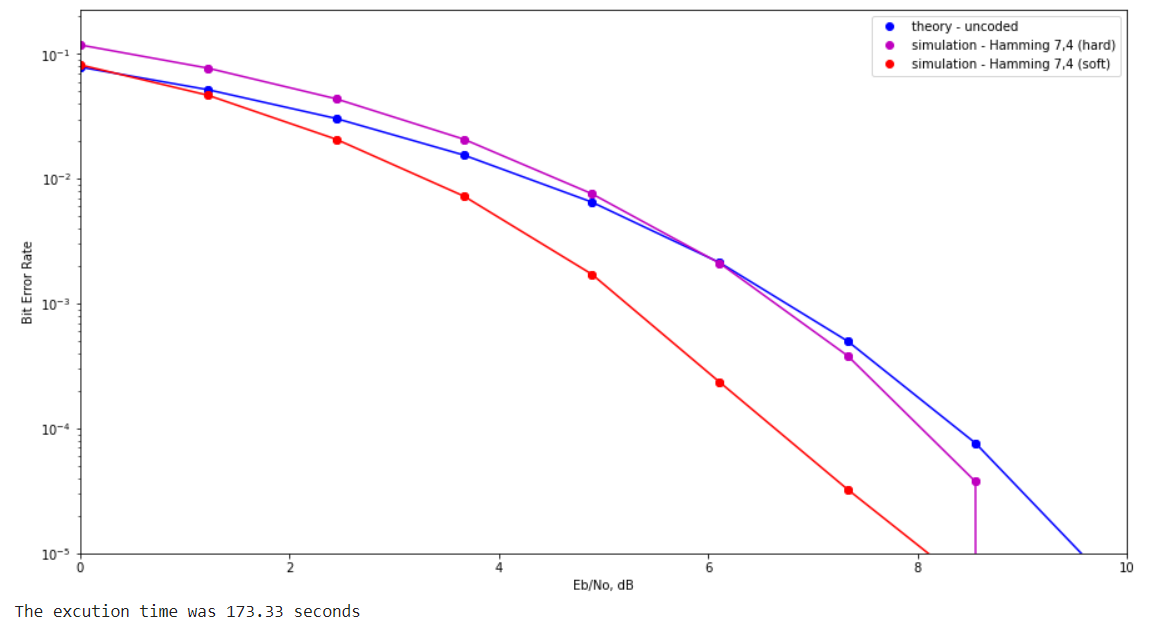 theory - uncoded
simulation - Hamming 7,4 (hard)
simulation - Hamming 7,4 (soft)
10⁻¹
10⁻²
10⁻³
10⁻⁴
10⁻⁵
Bit Error Rate
0 2 4 6 8 10
Eb/No, dB
The excution time was 173.33 seconds